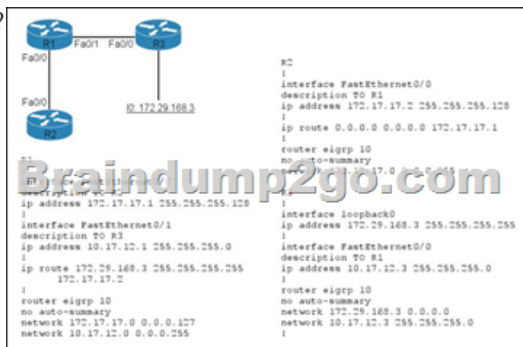 R1
Fa0/1
Fa0/0
R3
Fa0/0
Fa0/0
R2
l0: 172.29.168.3
Braindump2go.com
description TO R2
ip address 172.17.17.1 255.255.255.128
!
interface FastEthernet0/1
description TO R3
ip address 10.17.12.1 255.255.255.0
!
ip route 172.29.168.3 255.255.255.255
172.17.17.2
!
router eigrp 10
no auto-summary
network 172.17.17.0 0.0.0.127
network 10.17.12.0 0.0.0.255
R2
!
interface FastEthernet0/0
description TO R1
ip address 172.17.17.2 255.255.255.128
!
ip route 0.0.0.0 0.0.0.0 172.17.17.1
!
router eigrp 10
no auto-summary
!
interface loopback0
ip address 172.29.168.3 255.255.255.255
!
interface FastEthernet0/0
description TO R1
ip address 10.17.12.3 255.255.255.0
!
router eigrp 10
no auto-summary
network 172.29.168.3 0.0.0.0
network 10.17.12.3 255.255.255.0
!